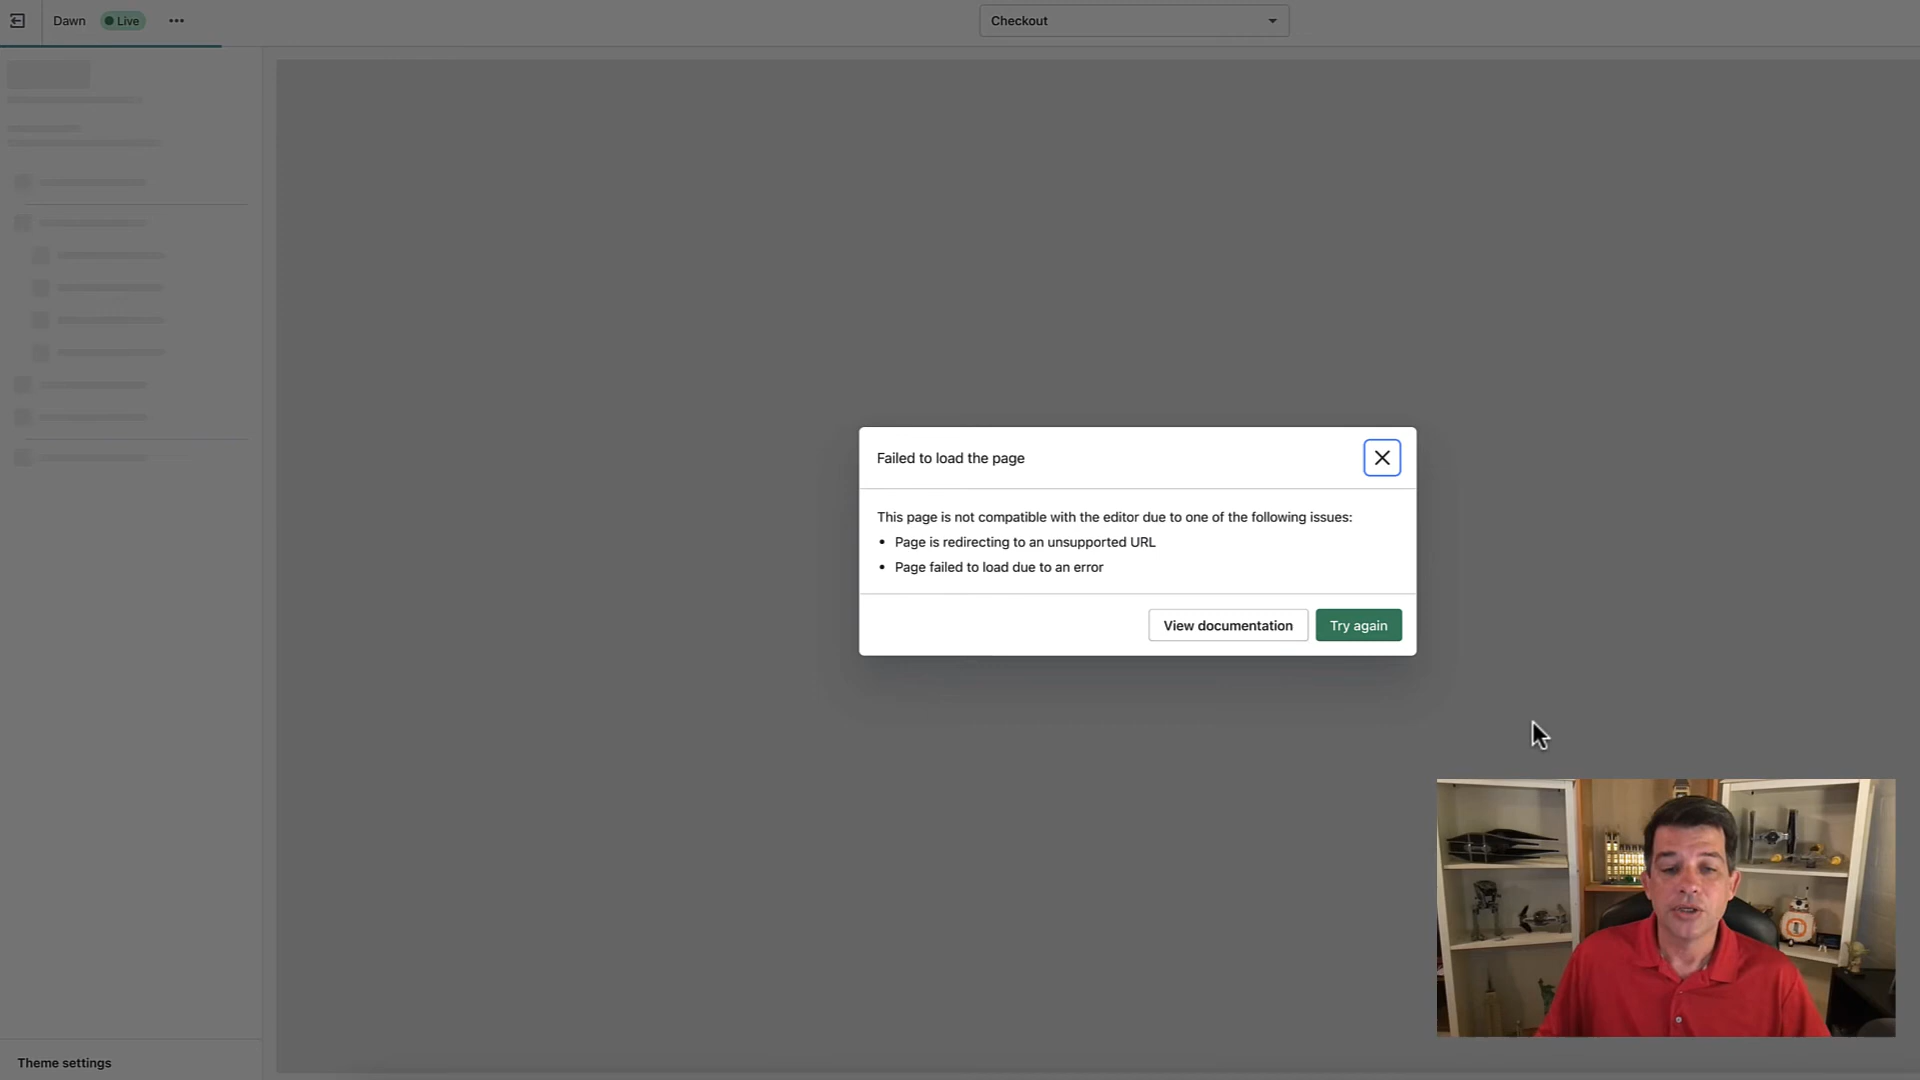 Dawn
Live
Checkout
Failed to load the page
This page is not compatible with the editor due to one of the following issues:
Page is redirecting to an unsupported URL
Page failed to load due to an error
View documentation
Try again
Theme settings